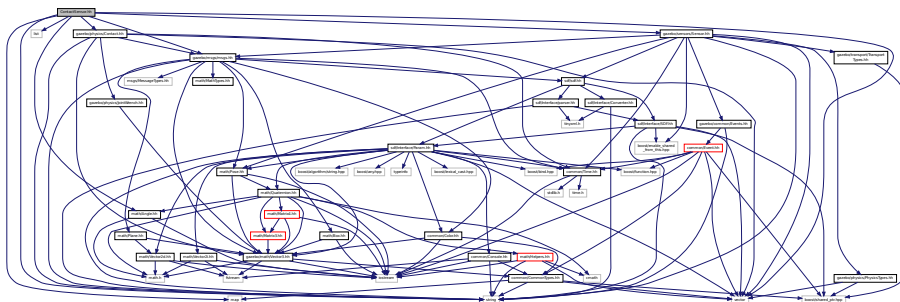 ContactSensor.hh
list
gazebo/physics/Contact.hh
gazebo/sensors/Sensor.hh
gazebo/msgs/msgs.hh
gazebo/transport/Transport
Types.hh
msgs/MessageTypes.hh
math/MathTypes.hh
sdf/sdf.hh
gazebo/physics/JointWrench.hh
sdf/interface/parser.hh
sdf/interface/Converter.hh
tinyxml.h
sdf/interface/SDF.hh
gazebo/common/Events.hh
sdf/interface/Param.hh
boost/enable_shared
_from_this.hpp
common/Event.hh
math/Pose.hh
boost/algorithm/string.hpp
boost/any.hpp
typeinfo
boost/lexical_cast.hpp
boost/bind.hpp
common/Time.hh
boost/function.hpp
math/Quaternion.hh
stdlib.h
time.h
math/Angle.hh
math/Matrix4.hh
math/Plane.hh
math/Matrix3.hh
math/Box.hh
common/Color.hh
math/Vector2d.hh
math/Vector2i.hh
gazebo/math/Vector3.hh
common/Console.hh
math/Helpers.hh
math.h
fstream
iostream
common/CommonTypes.hh
cmath
gazebo/physics/PhysicsTypes.hh
map
string
vector
boost/shared_ptr.hpp